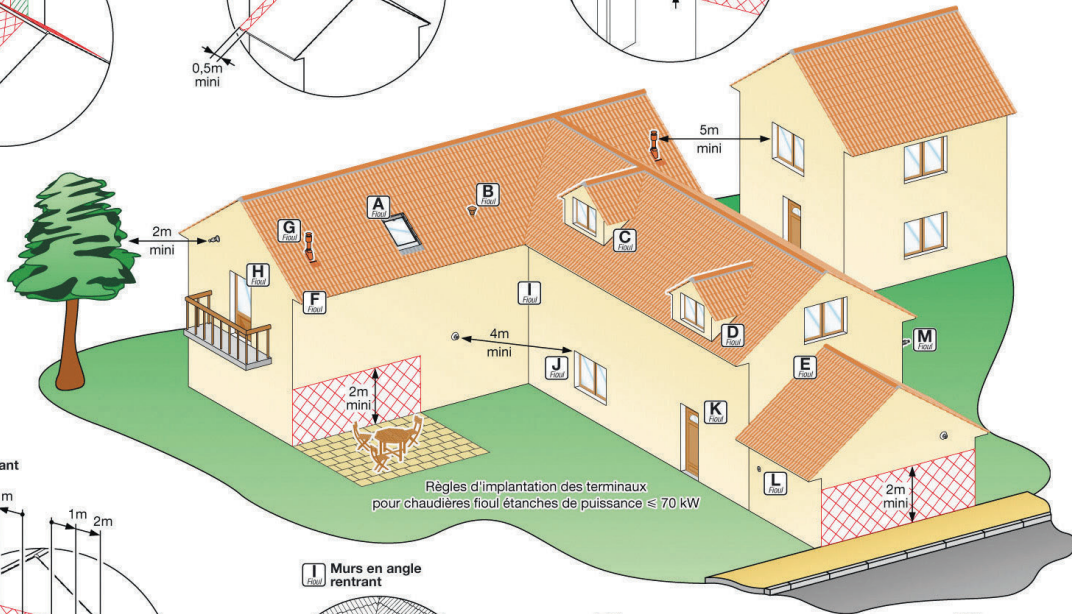 0,5m
mini
5m
mini
2m
mini
A
Fioul
B
Fioul
C
Fioul
G
Fioul
H
Fioul
F
Fioul
I
Fioul
D
Fioul
M
Fioul
4m
mini
J
Fioul
E
Fioul
2m
mini
K
Fioul
L
Fioul
2m
mini
Règles d'implantation des terminaux
pour chaudières fioul étanches de puissance ≤ 70 kW
ant
m
1m
2m
I
Fioul
Murs en angle
rentrant